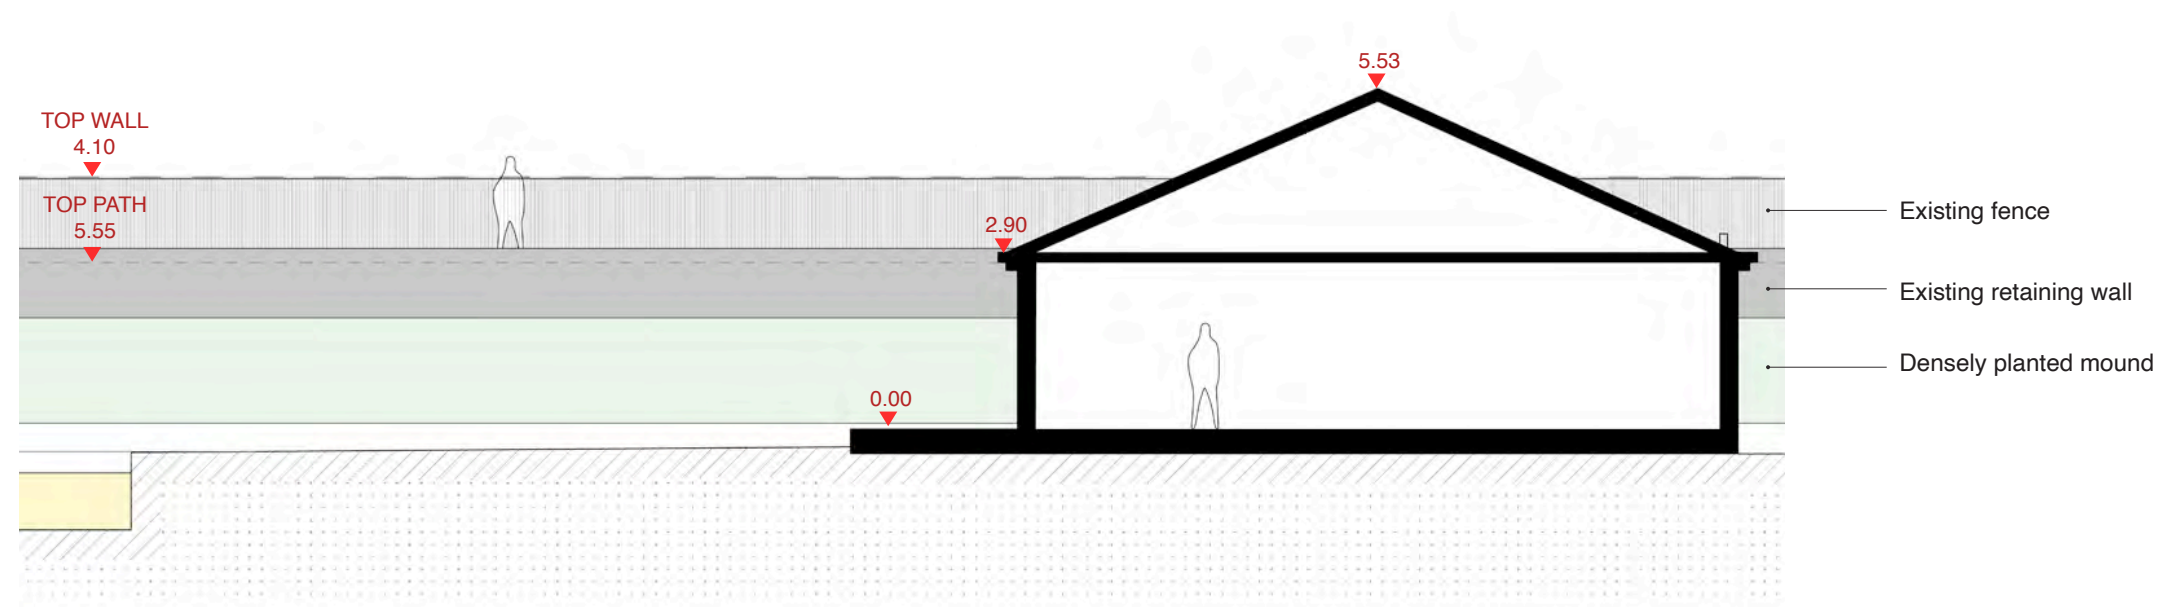 5.53
TOP WALL
4.10
TOP PATH
5.55
2.90
Existing fence
Existing retaining wall
Densely planted mound
0.00